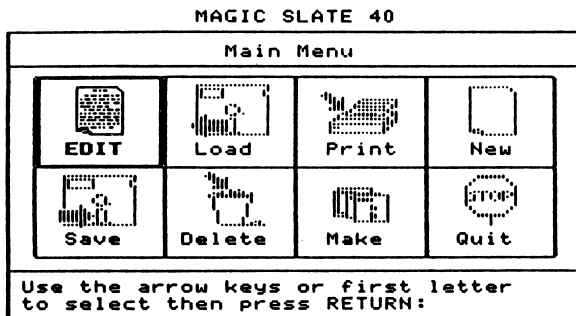 MAGIC SLATE 40
Main Menu
EDIT Load Print New
STOP
Save Delete Make Quit
Use the arrow keys or first letter
to select then press RETURN: